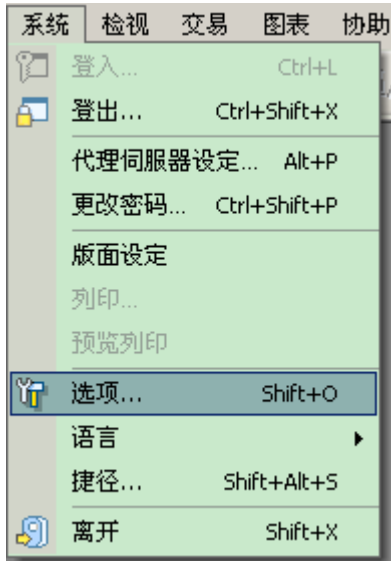 系统 检视 交易 图表 协助
登入... Ctrl+L
登出... Ctrl+Shift+X
代理伺服器设定... Alt+P
更改密码... Ctrl+Shift+P
版面设定
列印...
预览列印
选项... Shift+O
语言
捷径... Shift+Alt+S
离开 Shift+X